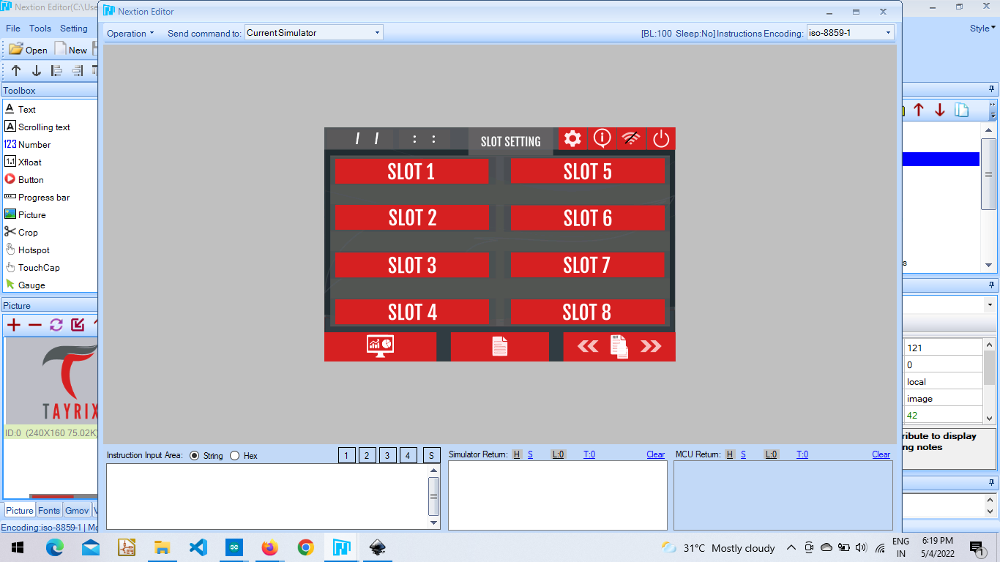 Nextion Editor(C:\Use
Nextion Editor
File Tools Setting
Operation Send command to: Current Simulator
[BL:100 Sleep:No] Instructions Encoding: iso-8859-1
Style
Open New
Toolbox
Text
Scrolling text
Number
Xfloat
Button
Progress bar
Picture
Crop
Hotspot
TouchCap
Gauge
/ / : : SLOT SETTING
SLOT 1 SLOT 5
SLOT 2 SLOT 6
SLOT 3 SLOT 7
SLOT 4 SLOT 8
Picture
TAYRIX
ID:0 (240X160 75.02K)
Picture Fonts Gmov V
Encoding:iso-8859-1 | Mo
s
121
0
local
image
42
ribute to display
ng notes
Instruction Input Area: String Hex 1 2 3 4 S
Simulator Return: H S L:0 T:0 Clear
MCU Return: H S L:0 T:0 Clear
31°C Mostly cloudy
ENG
IN
6:19 PM
5/4/2022
1